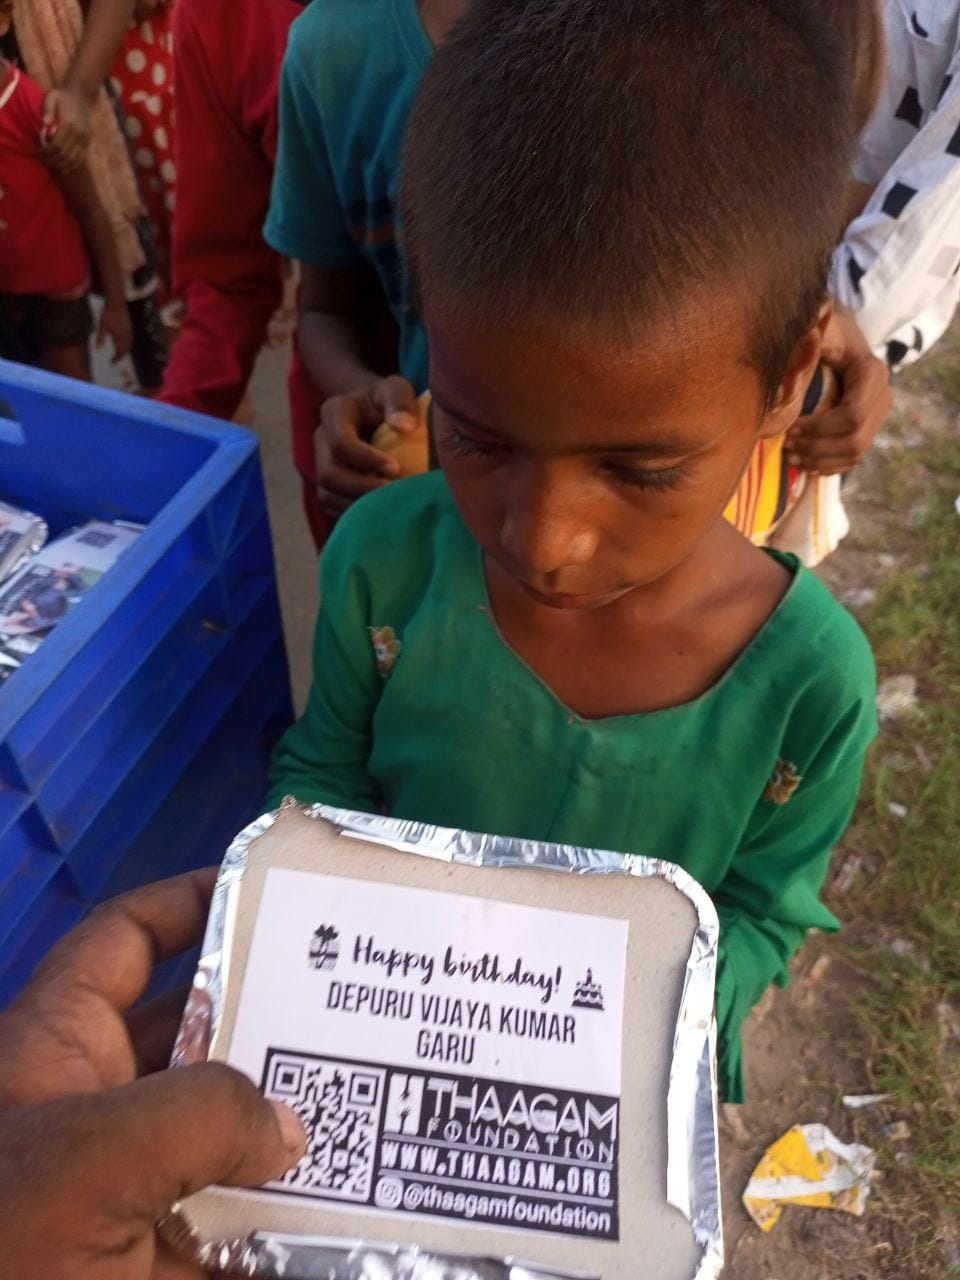 Happy birthday!
DEPURU VIJAYA KUMAR
GARU
THAAGAM
FOUNDATION
WWW.THAAGAM.ORG
@thaagamfoundation